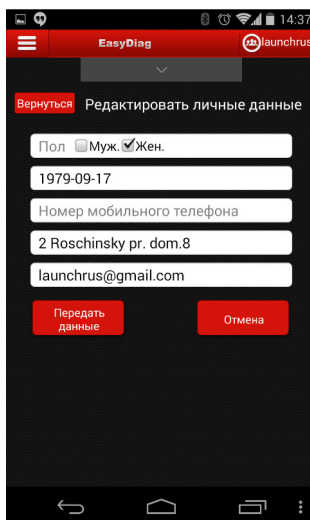 14:37
EasyDiag
launchrus
Вернуться Редактировать личные данные
Пол Муж. Жен.
1979-09-17
Номер мобильного телефона
2 Roschinsky pr. dom.8
launchrus@gmail.com
Передать Отмена
данные